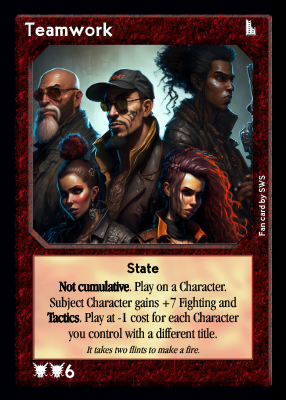 Teamwork
Fan card by SWS
State
Not cumulative. Play on a Character.
Subject Character gains +7 Fighting and
Tactics. Play at -1 cost for each Character
you control with a different title.
It takes two flints to make a fire.
6